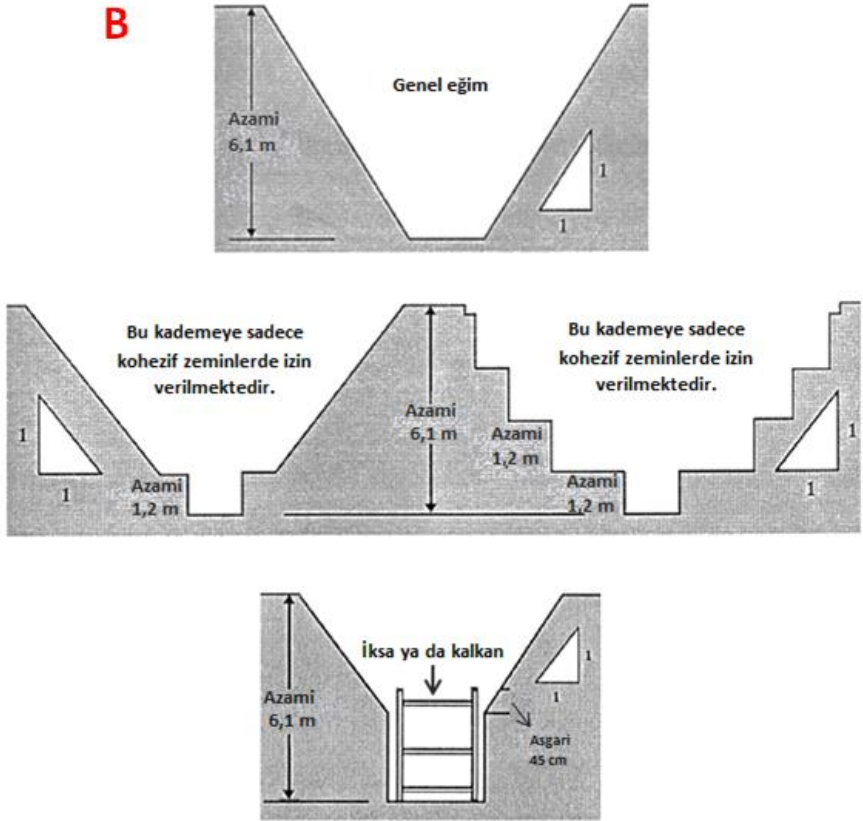 B
Genel eğim
Azami
6,1 m
1
1
Bu kademeye sadece
kohezif zeminlerde izin
verilmektedir.
Bu kademeye sadece
kohezif zeminlerde izin
verilmektedir.
1
1
Azami
1,2 m
Azami
6,1 m
Azami
1,2 m
Azami
1,2 m
1
1
İksa ya da kalkan
Azami
6,1 m
1
1
Asgari
45 cm